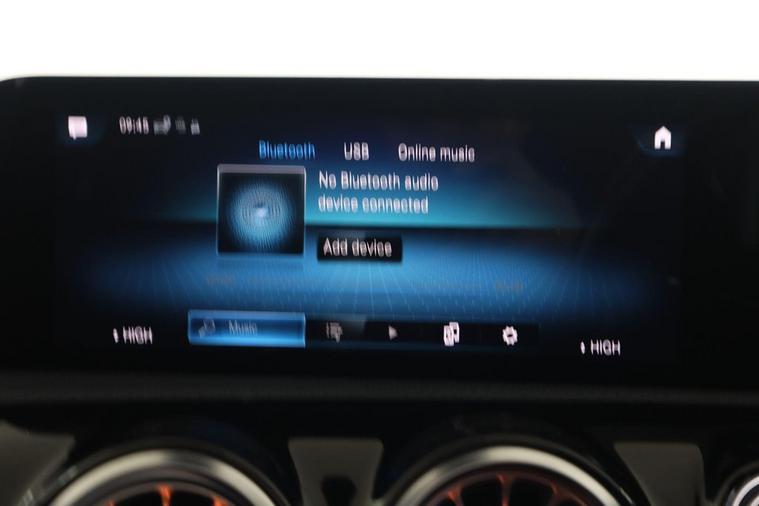 09:45
Bluetooth USB Online music
No Bluetooth audio
device connected
Add device
Music
HIGH
HIGH